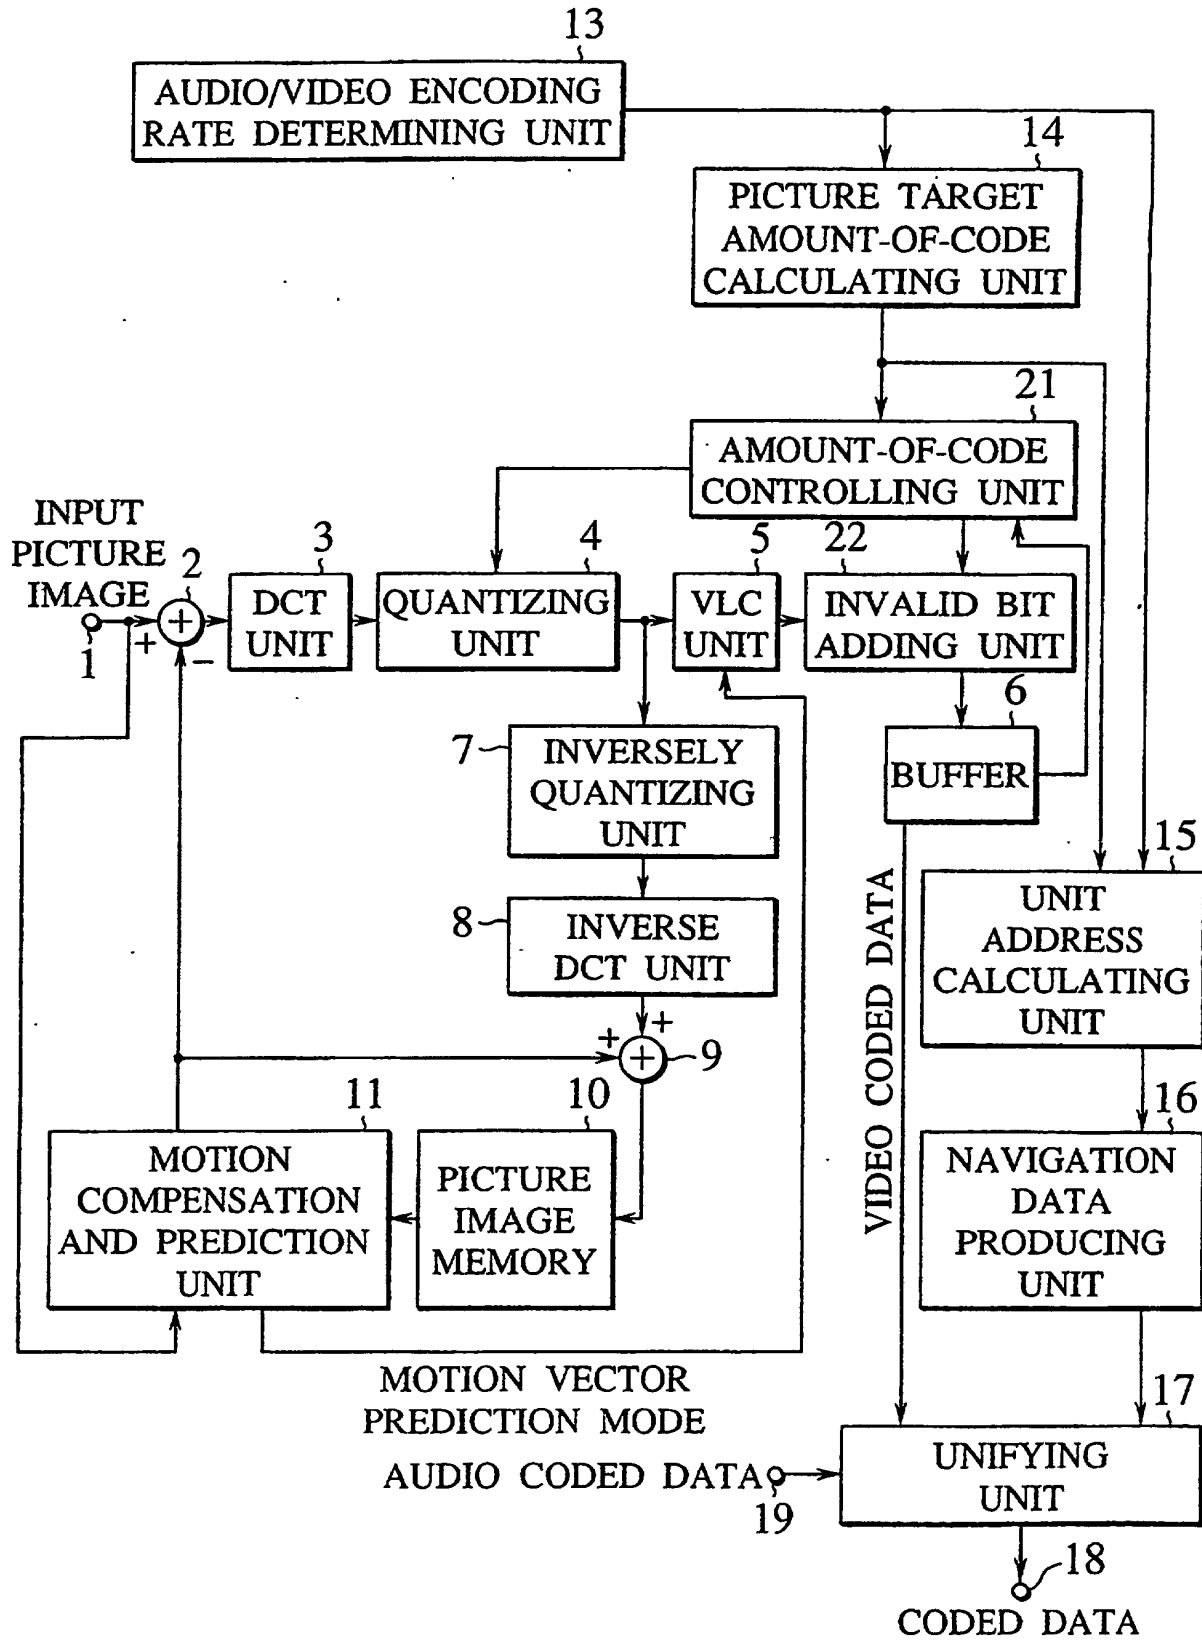 13
AUDIO/VIDEO ENCODING
RATE DETERMINING UNIT
14
PICTURE TARGET
AMOUNT-OF-CODE
CALCULATING UNIT
21
AMOUNT-OF-CODE
CONTROLLING UNIT
INPUT
PICTURE
IMAGE
1
+
2
+
−
3
DCT
UNIT
4
QUANTIZING
UNIT
5
VLC
UNIT
22
INVALID BIT
ADDING UNIT
6
BUFFER
7
INVERSELY
QUANTIZING
UNIT
8
INVERSE
DCT UNIT
+
+
+
9
VIDEO CODED DATA
15
UNIT
ADDRESS
CALCULATING
UNIT
11
MOTION
COMPENSATION
AND PREDICTION
UNIT
10
PICTURE
IMAGE
MEMORY
16
NAVIGATION
DATA
PRODUCING
UNIT
MOTION VECTOR
PREDICTION MODE
AUDIO CODED DATA
19
17
UNIFYING
UNIT
18
CODED DATA